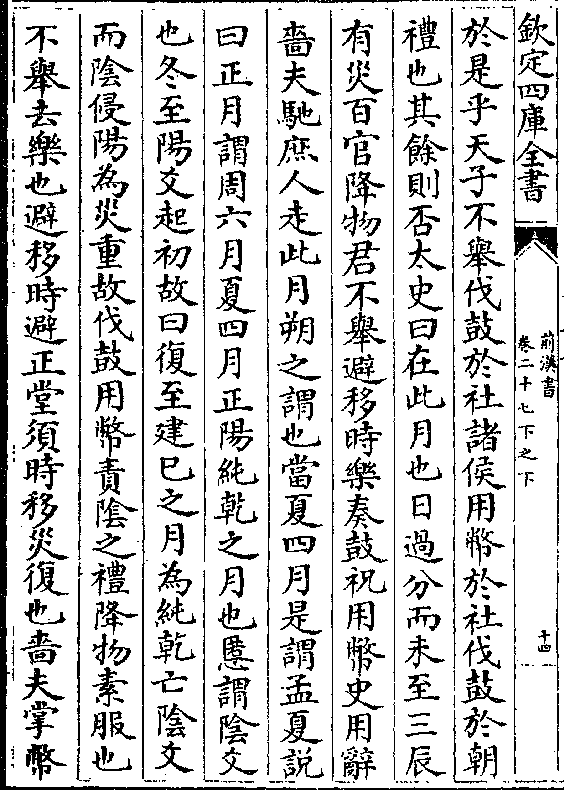 欽定四庫全書
前漢書
卷二十七下之下
十四
於是乎天子不舉伐鼓於社諸侯用幣於社伐鼓於朝
禮也其餘則否太史曰在此月也日過分而未至三辰
有災百官降物君不舉避移時樂奏鼓祝用幣史用辭
嗇夫馳庶人走此月朔之謂也當夏四月是謂孟夏説
曰正月謂周六月夏四月正陽純乾之月也慝謂陰爻
也冬至陽爻起初故曰復至建巳之月為純乾亡陰爻
而陰侵陽為災重故伐鼓用幣責陰之禮降物素服也
不舉去樂也避移時避正堂須時移災復也嗇夫掌幣